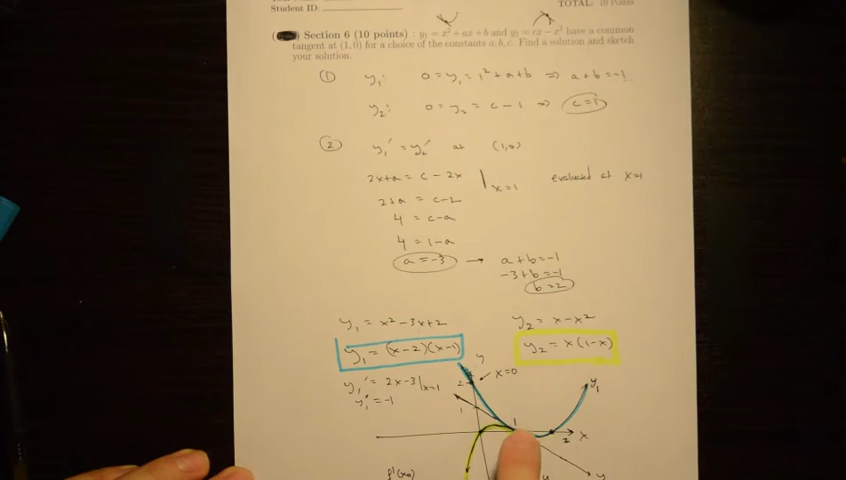 TOTAL: 10 Points
Student ID
Section 6 (10 points) : y₁ = x² + ax + b and y₂ = cx − x² have a common
tangent at (1,0) for a choice of the constants a, b, c. Find a solution and sketch
your solution.
① y₁: 0 = y₁ = 1² + a + b ⇒ a + b = −1
y₂: 0 = y₂ = c − 1 ⇒ c = 1
② y₁' = y₂' at (1,0)
2x+a = c − 2x |x=1 evaluated at x=1
2+a = c−2
4 = c−a
4 = 1−a
a = −3 → a+b=−1
−3+b=−1
b=2
y₁ = x² −3x+2 y₂ = x−x²
y₁ = (x−2)(x−1) y₂ = x(1−x)
y₁' = 2x−3|x=1
y₁' = −1
y
x=0
2
1
y₁
1
2 x
f'(x₀)
y